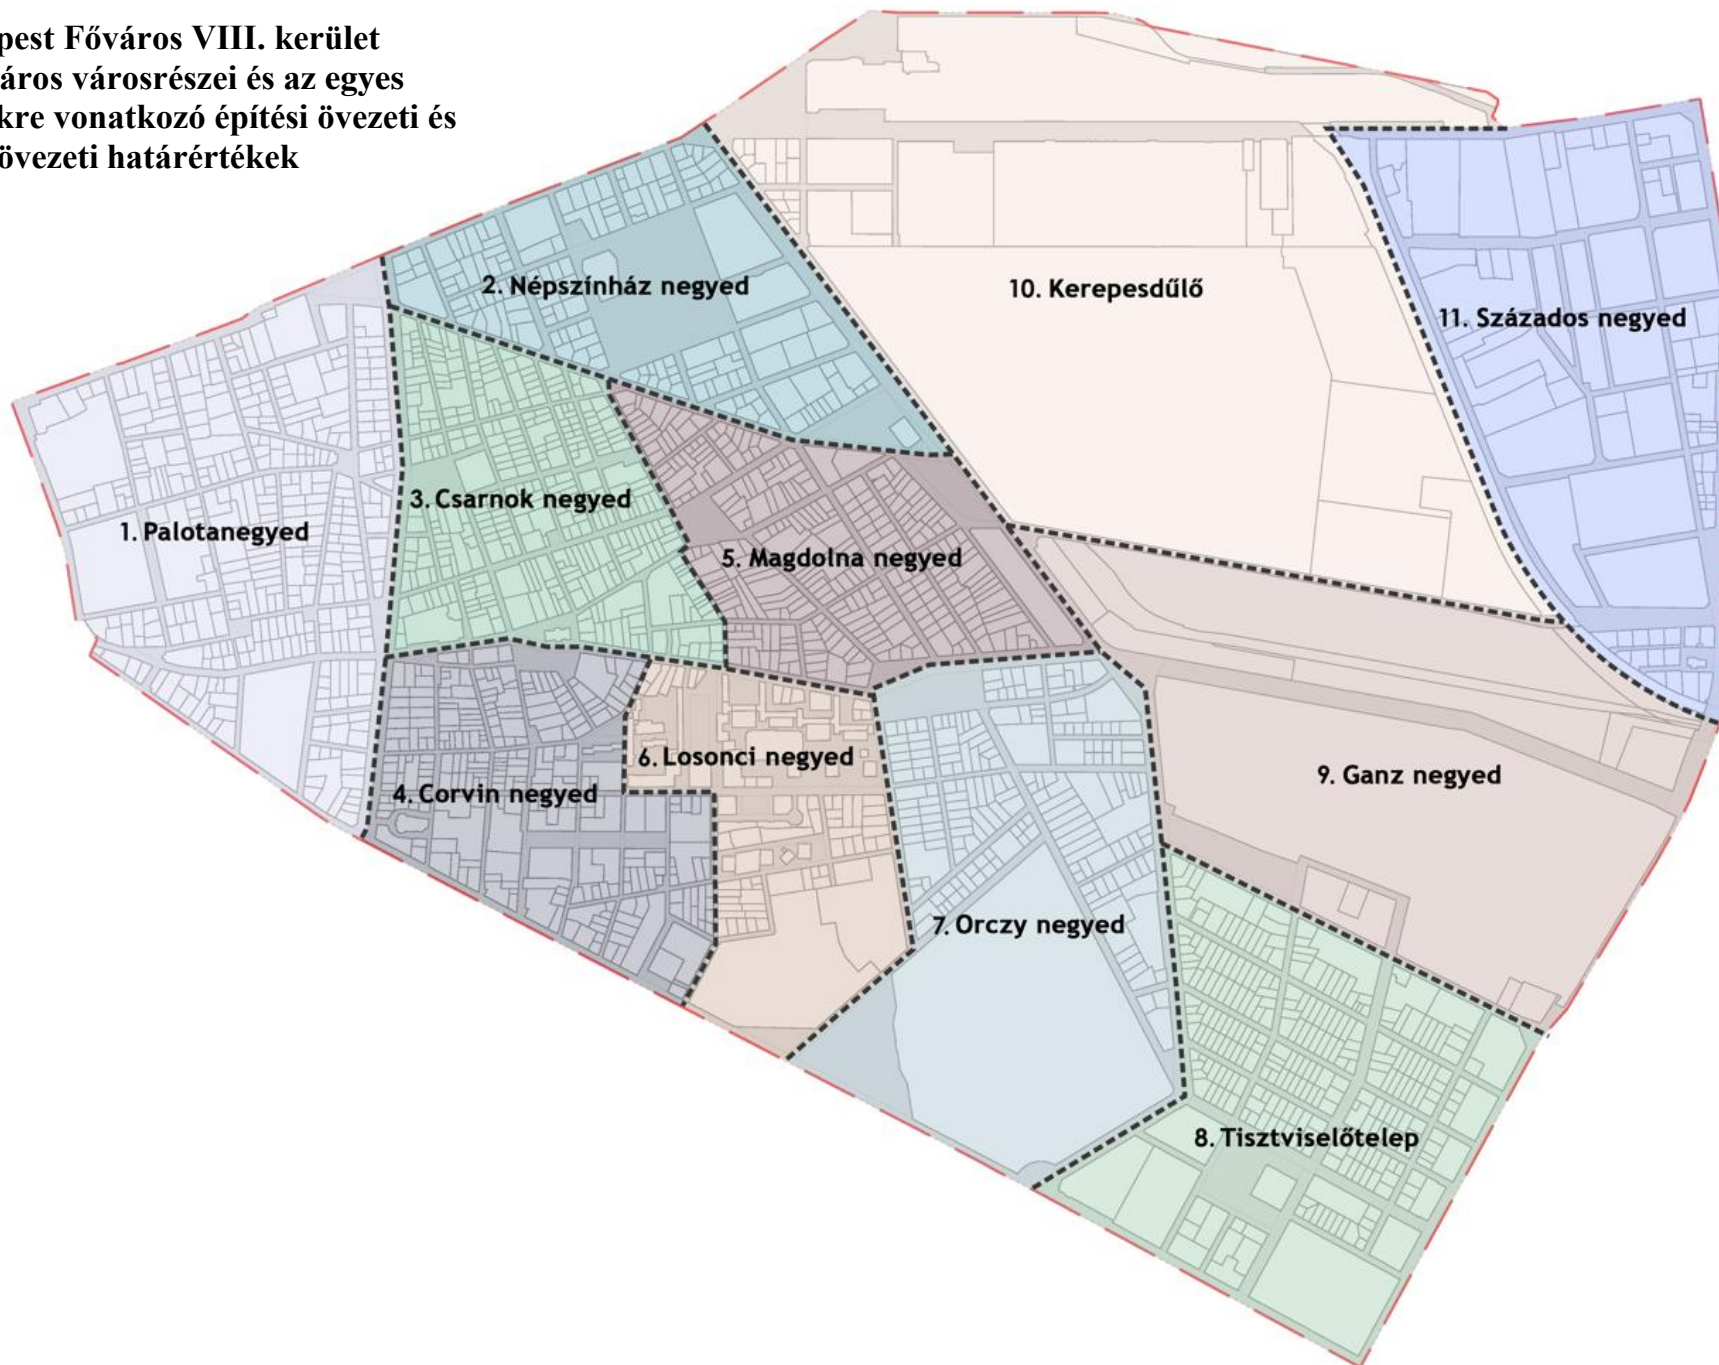 pest Főváros VIII. kerület
áros városrészei és az egyes
kre vonatkozó építési övezeti és
övezeti határértékek
2. Népszínház negyed
10. Kerepesdűlő
11. Százados negyed
3. Csarnok negyed
1. Palotanegyed
5. Magdolna negyed
6. Losonci negyed
9. Ganz negyed
4. Corvin negyed
7. Orczy negyed
8. Tisztviselőtelep